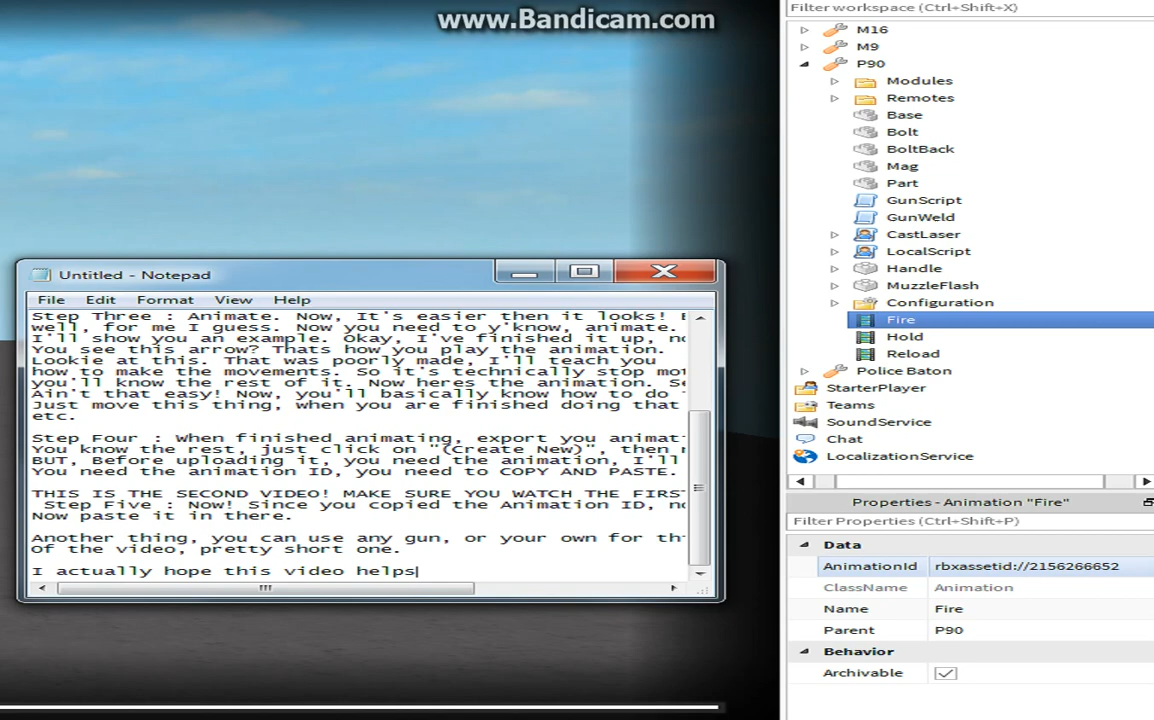 www.Bandicam.com
Filter workspace (Ctrl+Shift+X)
M16
M9
P90
Modules
Remotes
Base
Bolt
BoltBack
Mag
Part
GunScript
GunWeld
CastLaser
LocalScript
Handle
MuzzleFlash
Configuration
Fire
Hold
Reload
Police Baton
StarterPlayer
Teams
SoundService
Chat
LocalizationService
Untitled - Notepad
File Edit Format View Help
Step Three : Animate. Now, It's easier then it looks!
well, for me I guess. Now you need to y'know, animate.
I'll show you an example. Okay, I've finished it up,
You see this arrow? Thats how you play the animation.
Lookie at this. That was poorly made, I'll teach you
how to make the movements. So it's technically stop
you'll know the rest of it. Now heres the animation.
Ain't that easy! Now, you'll basically know how to do
Just move this thing, when you are finished doing that
etc.
Step Four : When finished animating, export you
You know the rest, just click on "(Create New)", then
BUT, Before uploading it, you need the animation, I'll
You need the animation ID, you need to COPY AND PASTE.
THIS IS THE SECOND VIDEO! MAKE SURE YOU WATCH THE
Step Five : Now! Since you copied the Animation ID,
Now paste it in there.
Another thing, you can use any gun, or your own for
of the video, pretty short one.
I actually hope this video helps
Properties - Animation "Fire"
Filter Properties (Ctrl+Shift+P)
Data
AnimationId rbxassetid://2156266652
ClassName Animation
Name Fire
Parent P90
Behavior
Archivable